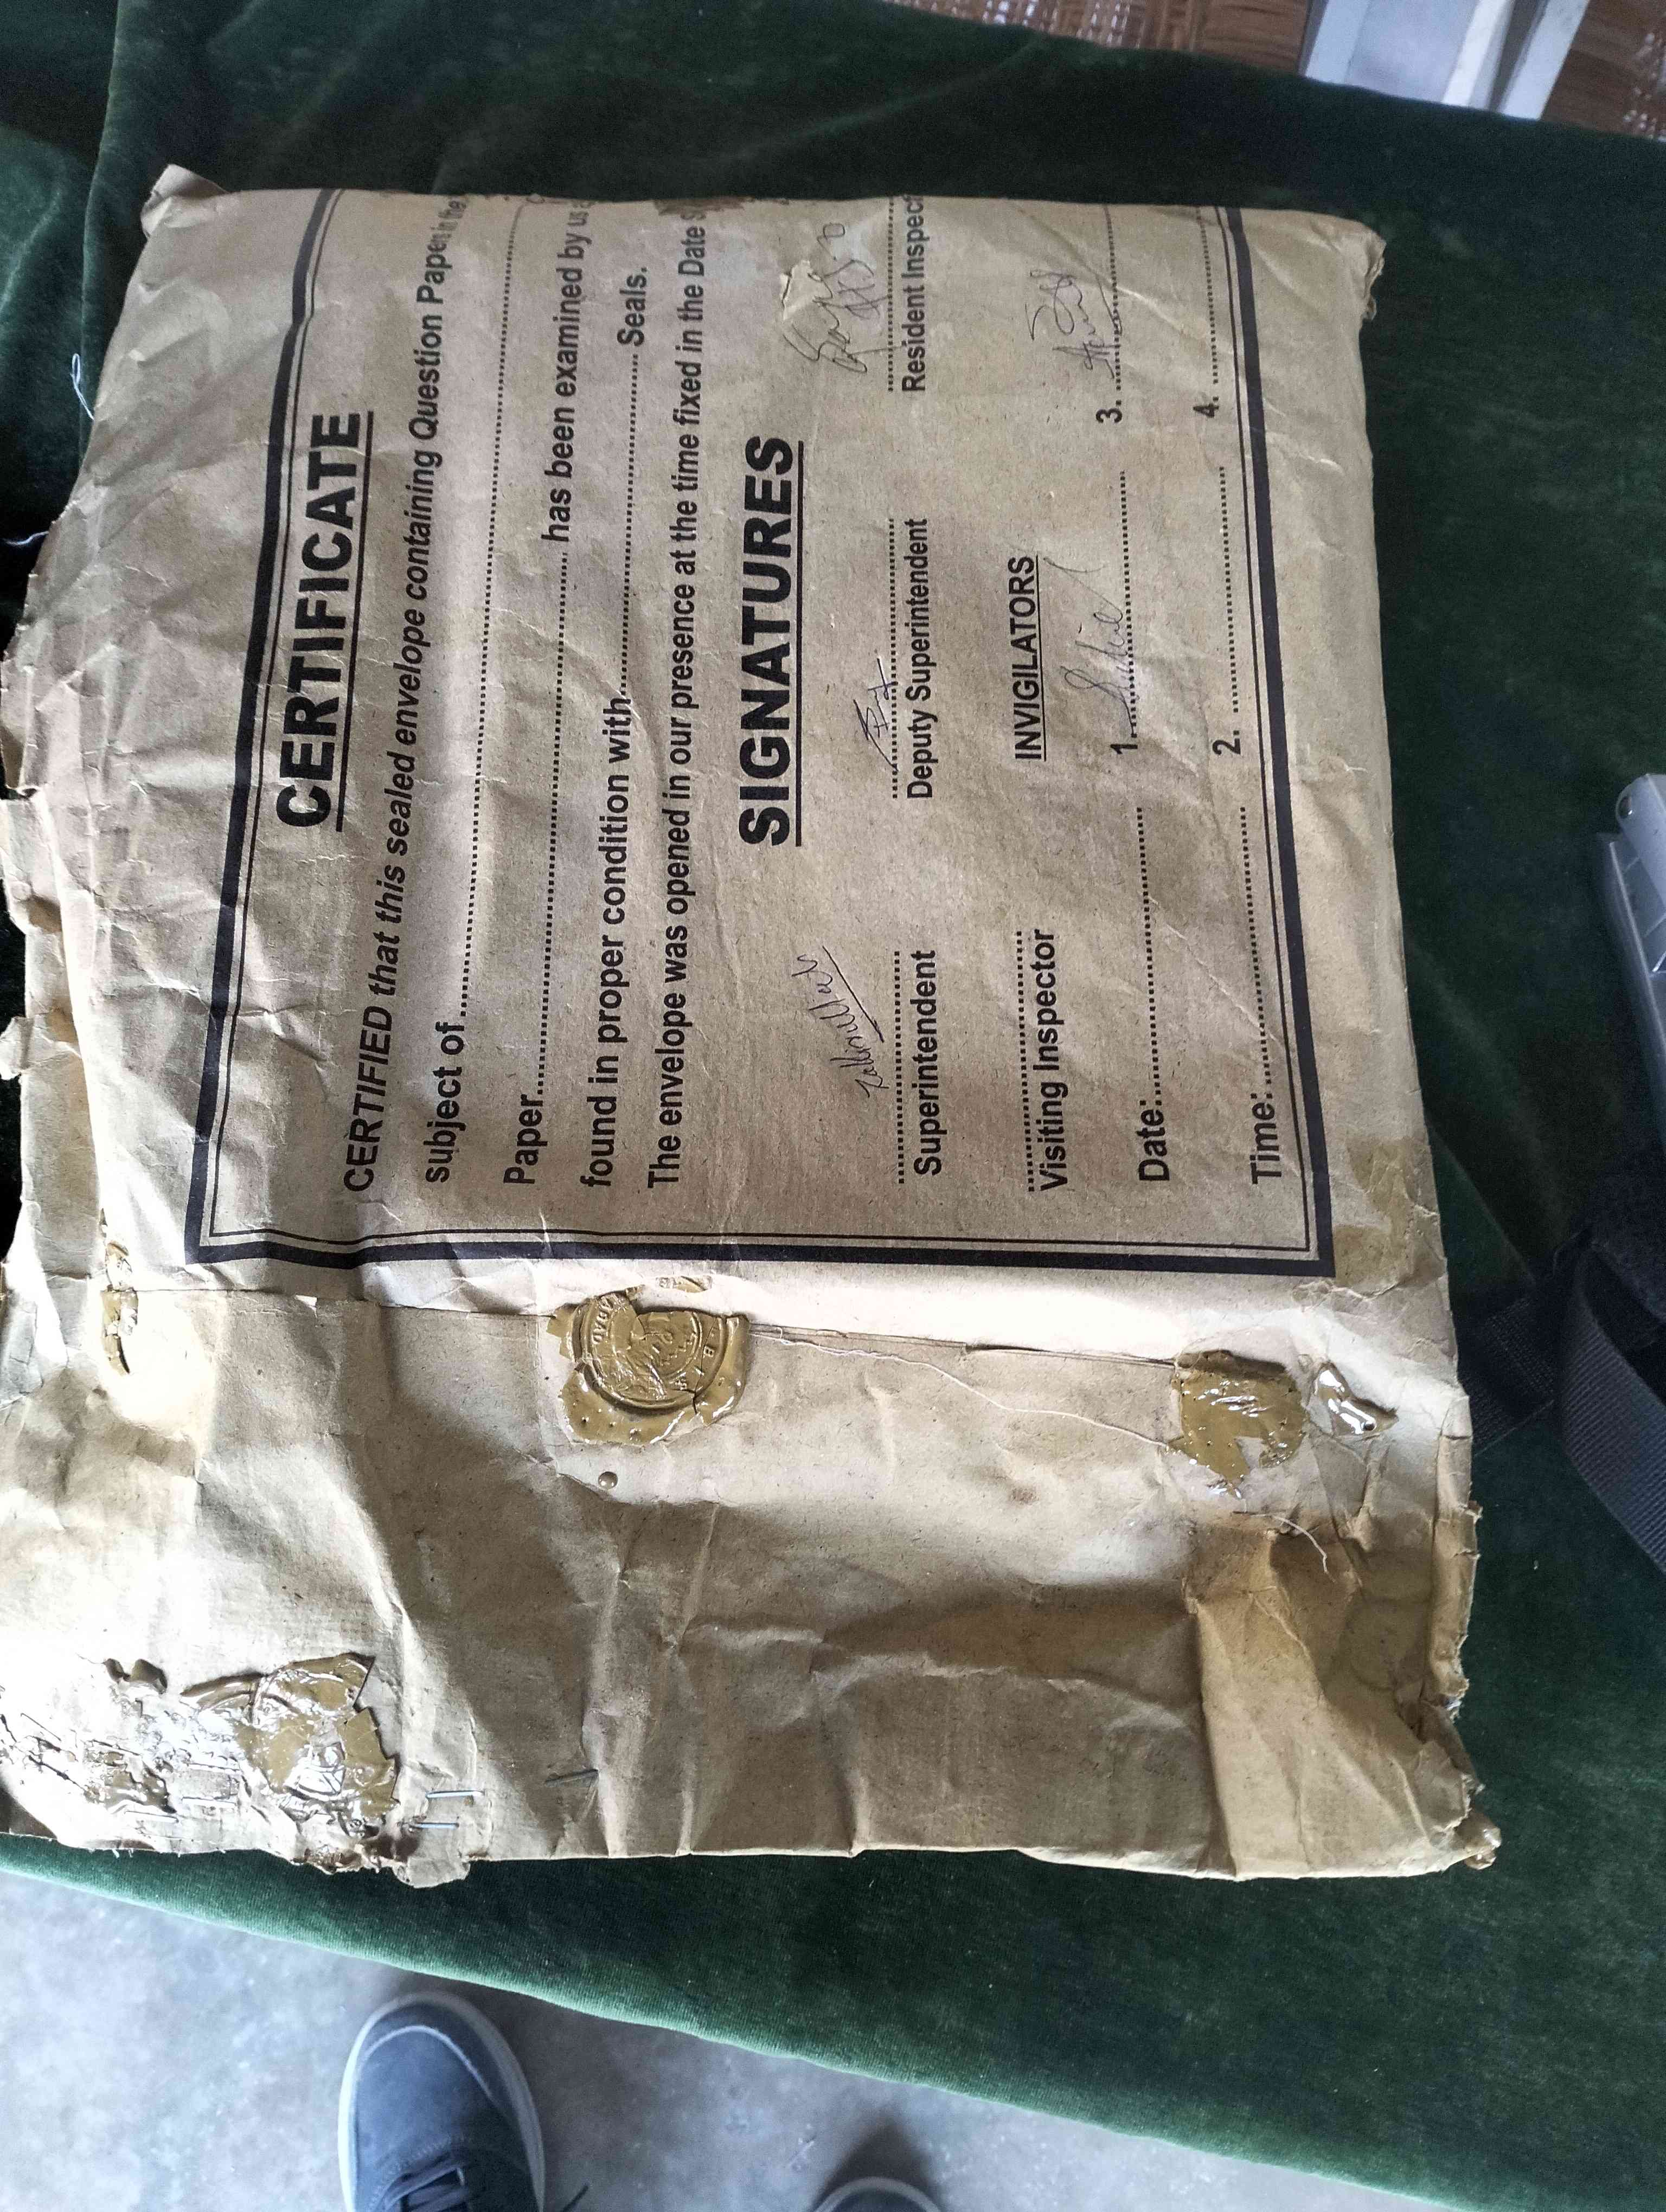 CERTIFICATE
CERTIFIED that this sealed envelope containing Question Papers in the
subject of........................................
Paper........................................ has been examined by us
found in proper condition with........................................ Seals.
The envelope was opened in our presence at the time fixed in the Date
SIGNATURES
Superintendent Deputy Superintendent Resident Inspec
INVIGILATORS
Visiting Inspector
1. 3.
Date:........................................
2. 4.
Time:........................................